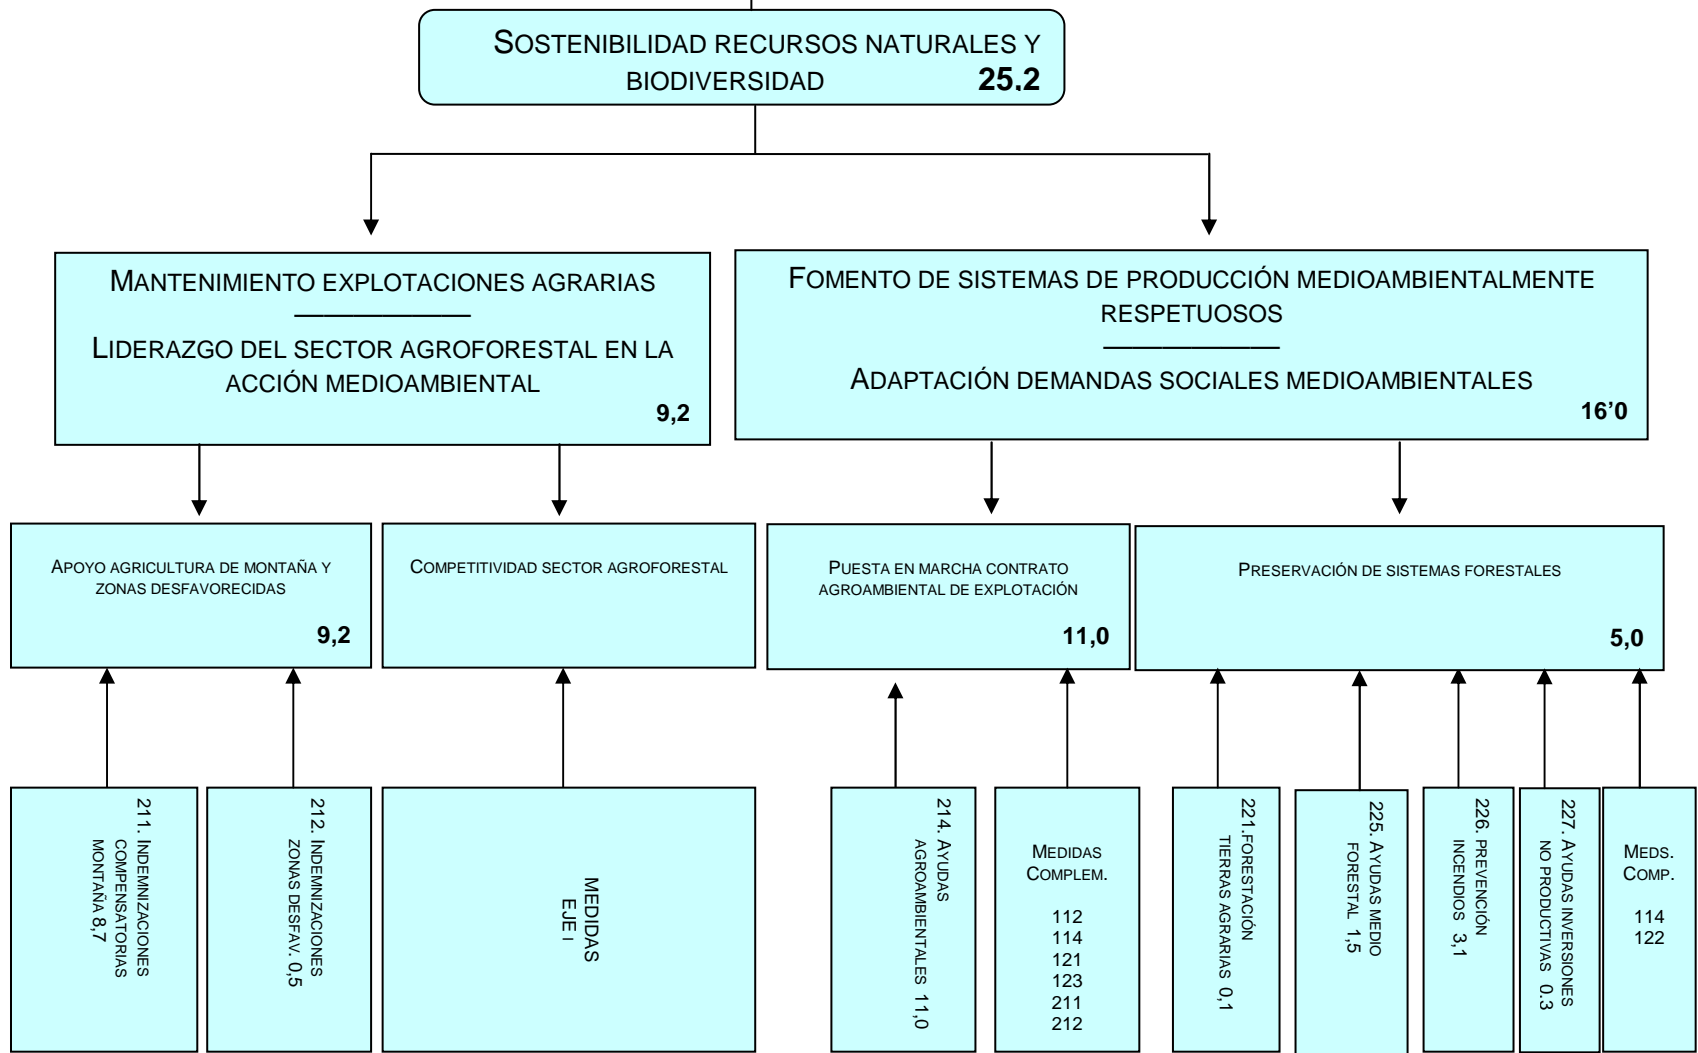 SOSTENIBILIDAD RECURSOS NATURALES Y
BIODIVERSIDAD 25,2
MANTENIMIENTO EXPLOTACIONES AGRARIAS
LIDERAZGO DEL SECTOR AGROFORESTAL EN LA
ACCIÓN MEDIOAMBIENTAL
9,2
FOMENTO DE SISTEMAS DE PRODUCCIÓN MEDIOAMBIENTALMENTE
RESPETUOSOS
ADAPTACIÓN DEMANDAS SOCIALES MEDIOAMBIENTALES
16’0
APOYO AGRICULTURA DE MONTAÑA Y
ZONAS DESFAVORECIDAS
9,2
COMPETITIVIDAD SECTOR AGROFORESTAL
PUESTA EN MARCHA CONTRATO
AGROAMBIENTAL DE EXPLOTACIÓN
11,0
PRESERVACIÓN DE SISTEMAS FORESTALES
5,0
211. INDEMNIZACIONES
COMPENSATORIAS
MONTAÑA 8,7
212. INDEMNIZACIONES
ZONAS DESFAV. 0,5
MEDIDAS
EJE I
214. AYUDAS
AGROAMBIENTALES 11,0
MEDIDAS
COMPLEM.
112
114
121
123
211
212
221.FORESTACIÓN
TIERRAS AGRARIAS 0,1
225. AYUDAS MEDIO
FORESTAL 1,5
226. PREVENCIÓN
INCENDIOS 3,1
227. AYUDAS INVERSIONES
NO PRODUCTIVAS 0.3
MEDS.
COMP.
114
122